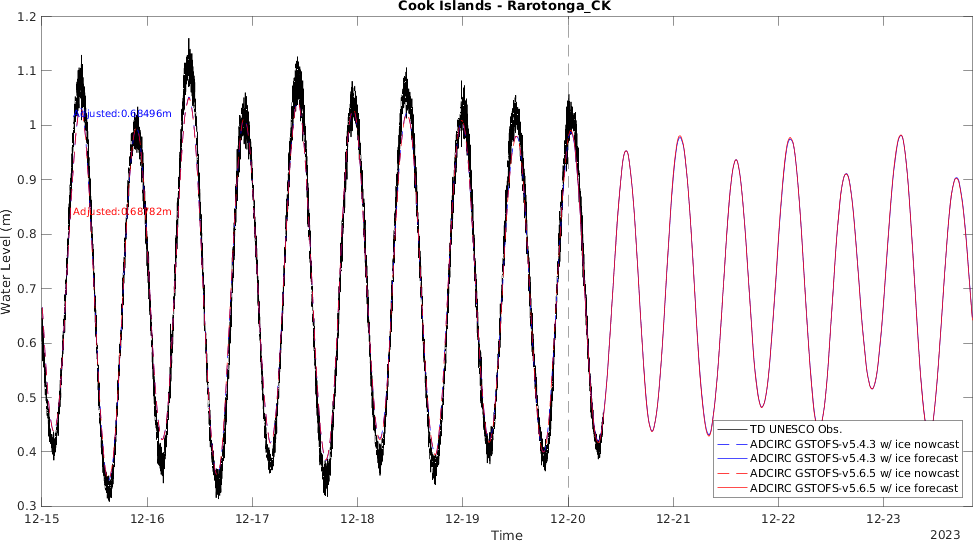 Cook Islands - Rarotonga_CK
1.2
1.1
1
0.9
0.8
0.7
0.6
0.5
0.4
0.3
Water Level (m)
Adjusted:0.68496m
Adjusted:0.68782m
TD UNESCO Obs.
ADCIRC GSTOFS-v5.4.3 w/ ice nowcast
ADCIRC GSTOFS-v5.4.3 w/ ice forecast
ADCIRC GSTOFS-v5.6.5 w/ ice nowcast
ADCIRC GSTOFS-v5.6.5 w/ ice forecast
12-15 12-16 12-17 12-18 12-19 12-20 12-21 12-22 12-23
Time
2023